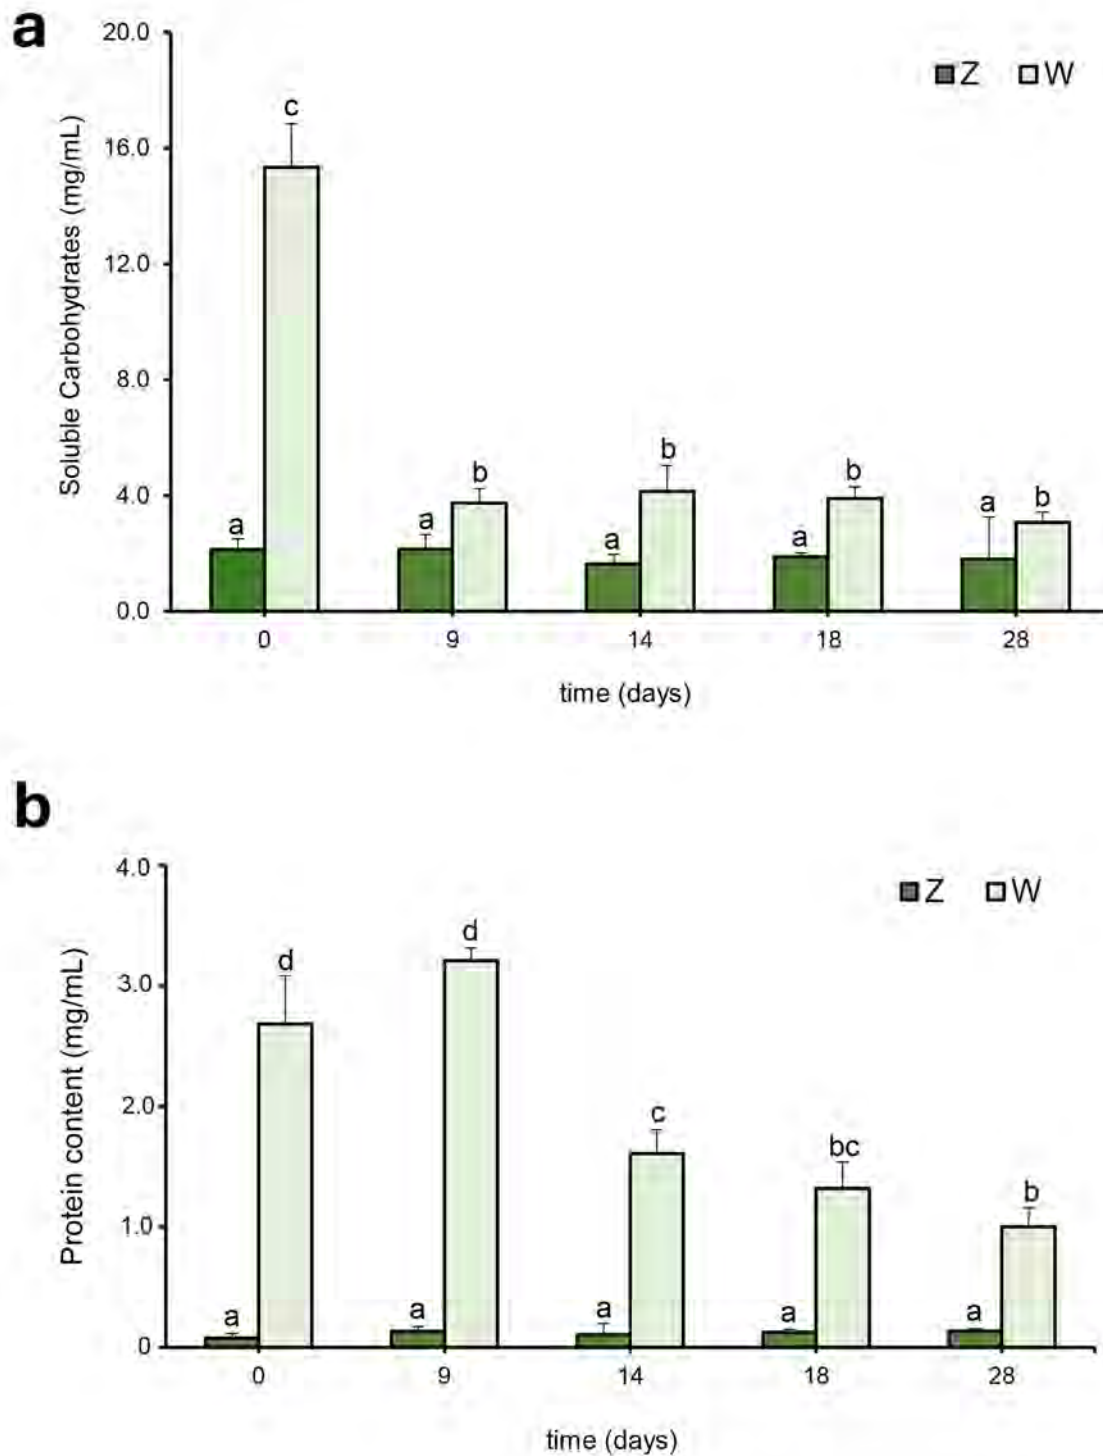 a
20.0
Z W
c
16.0
12.0
8.0
4.0
0.0
Soluble Carbohydrates (mg/mL)
a
a b
a b
a b
a b
0 9 14 18 28
time (days)
b
4.0
Z W
3.0
2.0
1.0
0
Protein content (mg/mL)
a d
a d
a c
a bc
a b
0 9 14 18 28
time (days)